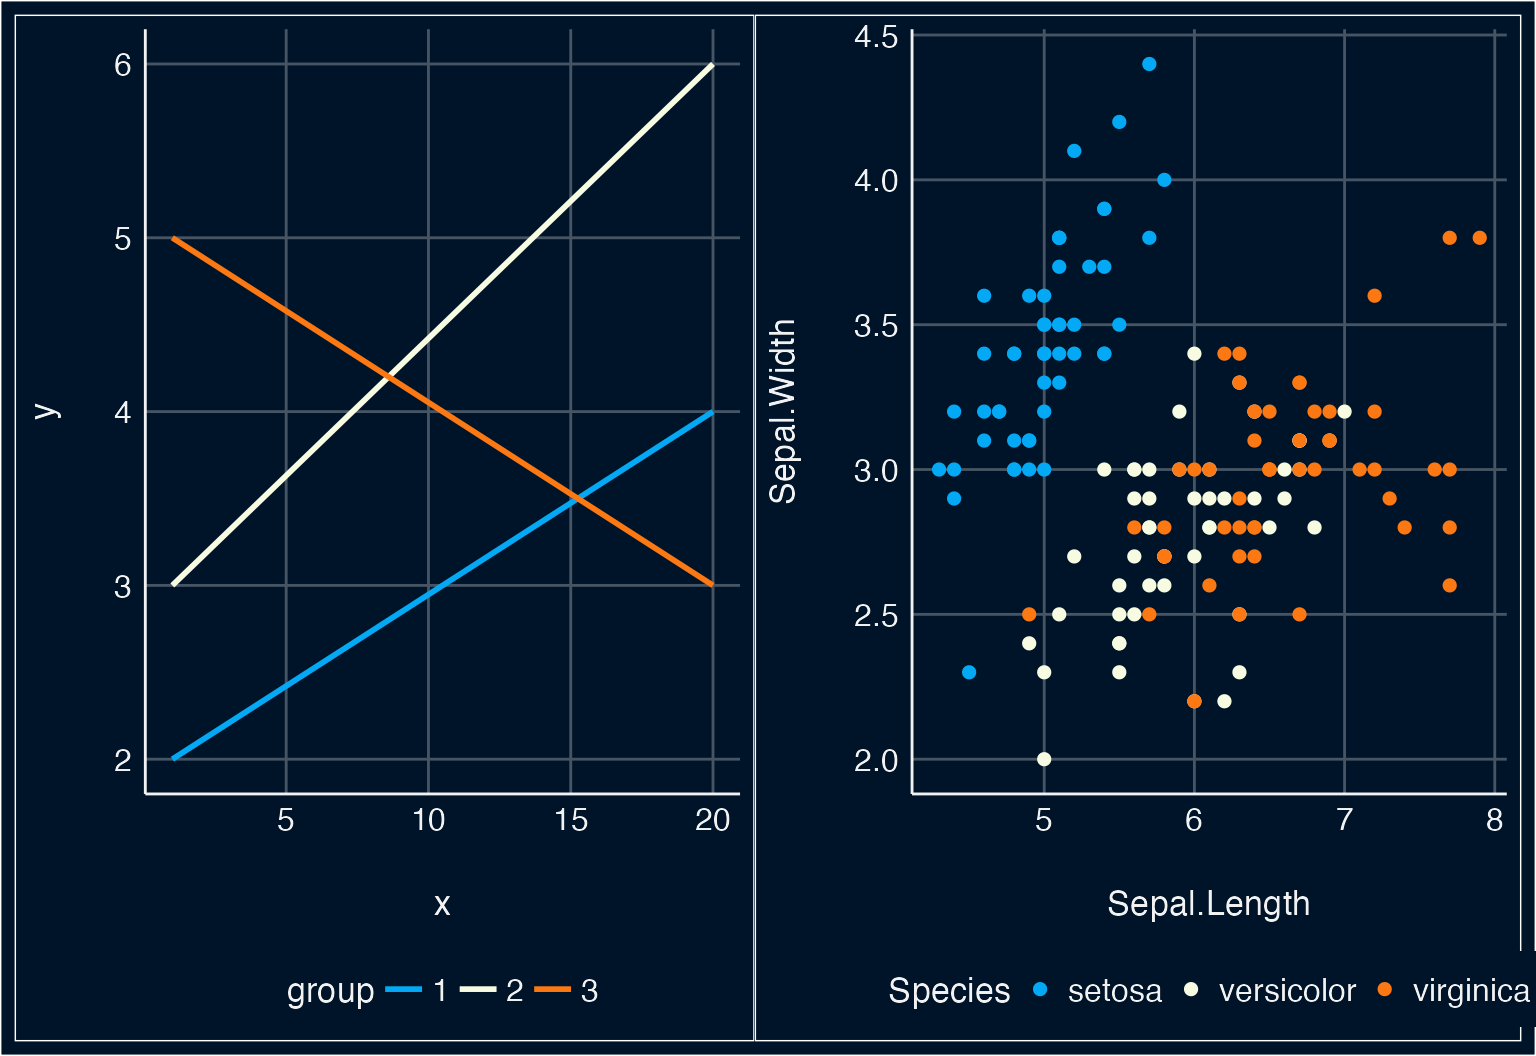 6
5
4
3
2
y
5 10 15 20
x
group 1 2 3
4.5
4.0
3.5
3.0
2.5
2.0
Sepal.Width
5 6 7 8
Sepal.Length
Species setosa versicolor virginica